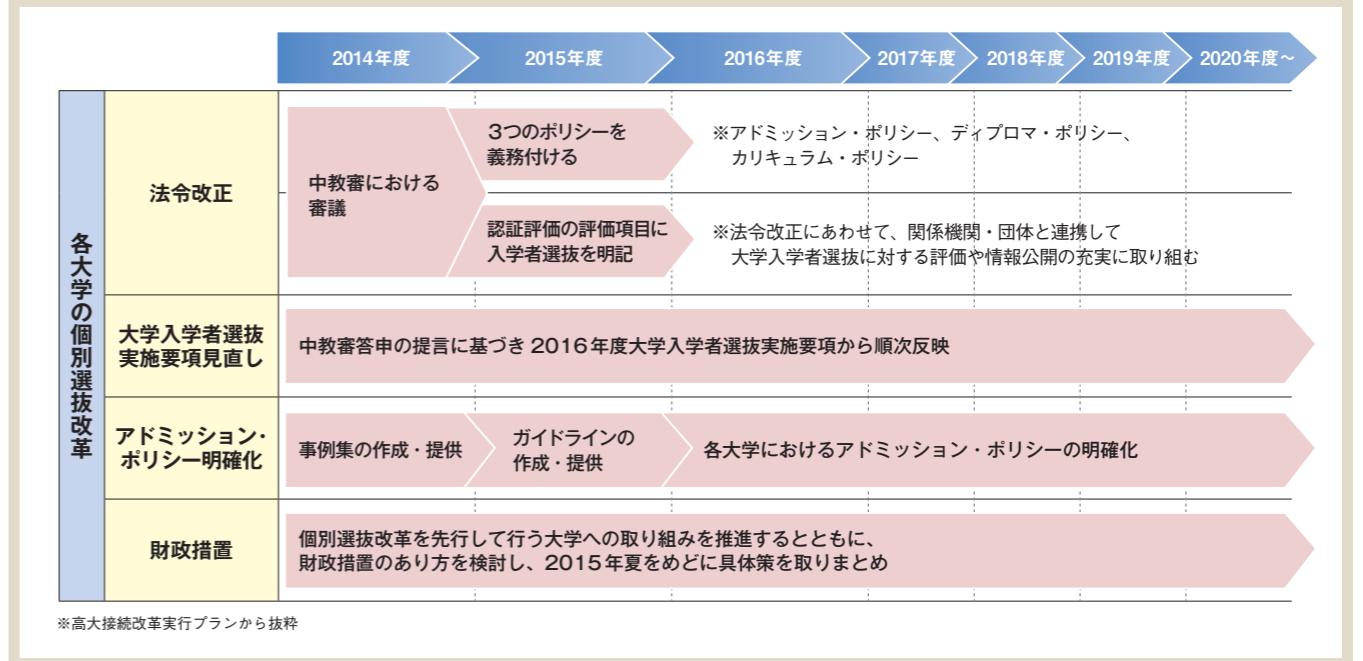 2014年度
2015年度
2016年度
2017年度
2018年度
2019年度
2020年度～
各大学の個別選抜改革
法令改正
中教審における
審議
3つのポリシーを
義務付ける
※アドミッション・ポリシー、ディプロマ・ポリシー、
カリキュラム・ポリシー
認証評価の評価項目に
入学者選抜を明記
※法令改正にあわせて、関係機関・団体と連携して
大学入学者選抜に対する評価や情報公開の充実に取り組む
大学入学者選抜
実施要項見直し
中教審答申の提言に基づき 2016年度大学入学者選抜実施要項から順次反映
アドミッション・
ポリシー明確化
事例集の作成・提供
ガイドラインの
作成・提供
各大学におけるアドミッション・ポリシーの明確化
財政措置
個別選抜改革を先行して行う大学への取り組みを推進するとともに、
財政措置のあり方を検討し、2015年夏をめどに具体策を取りまとめ
※高大接続改革実行プランから抜粋